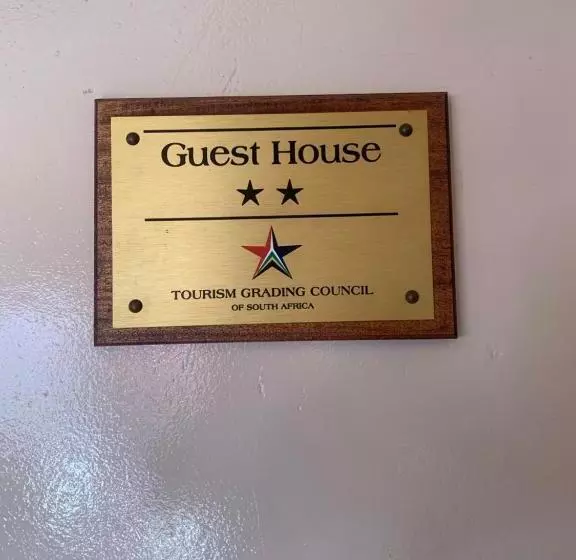 Guest House
★ ★
TOURISM GRADING COUNCIL
OF SOUTH AFRICA